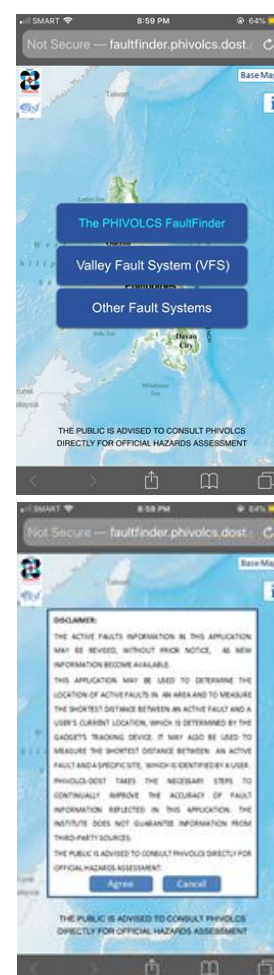 SMART 8:59 PM 64%
Not Secure — faultfinder.phivolcs.dost.
Base Map
Taiwan
The PHIVOLCS FaultFinder
Valley Fault System (VFS)
Other Fault Systems
Davao
City
Mindanao
THE PUBLIC IS ADVISED TO CONSULT PHIVOLCS
DIRECTLY FOR OFFICIAL HAZARDS ASSESSMENT
SMART 8:59 PM 64%
Not Secure — faultfinder.phivolcs.dost.
Base Map
DISCLAIMER:
THE ACTIVE FAULTS INFORMATION IN THIS APPLICATION
MAY BE REVISED, WITHOUT PRIOR NOTICE, AS NEW
INFORMATION BECOME AVAILABLE.
THIS APPLICATION MAY BE USED TO DETERMINE THE
LOCATION OF ACTIVE FAULTS IN AN AREA AND TO MEASURE
THE SHORTEST DISTANCE BETWEEN AN ACTIVE FAULT AND A
USER'S CURRENT LOCATION, WHICH IS DETERMINED BY THE
GADGET'S TRACKING DEVICE. IT MAY ALSO BE USED TO
MEASURE THE SHORTEST DISTANCE BETWEEN AN ACTIVE
FAULT AND A SPECIFIC SITE, WHICH IS IDENTIFIED BY A USER.
PHIVOLCS-DOST TAKES THE NECESSARY STEPS TO
CONTINUALLY IMPROVE THE ACCURACY OF FAULT
INFORMATION REFLECTED IN THIS APPLICATION. THE
INSTITUTE DOES NOT GUARANTEE INFORMATION FROM
THIRD-PARTY SOURCES.
THE PUBLIC IS ADVISED TO CONSULT PHIVOLCS DIRECTLY FOR
OFFICIAL HAZARDS ASSESSMENT.
Agree Cancel
THE PUBLIC IS ADVISED TO CONSULT PHIVOLCS
DIRECTLY FOR OFFICIAL HAZARDS ASSESSMENT